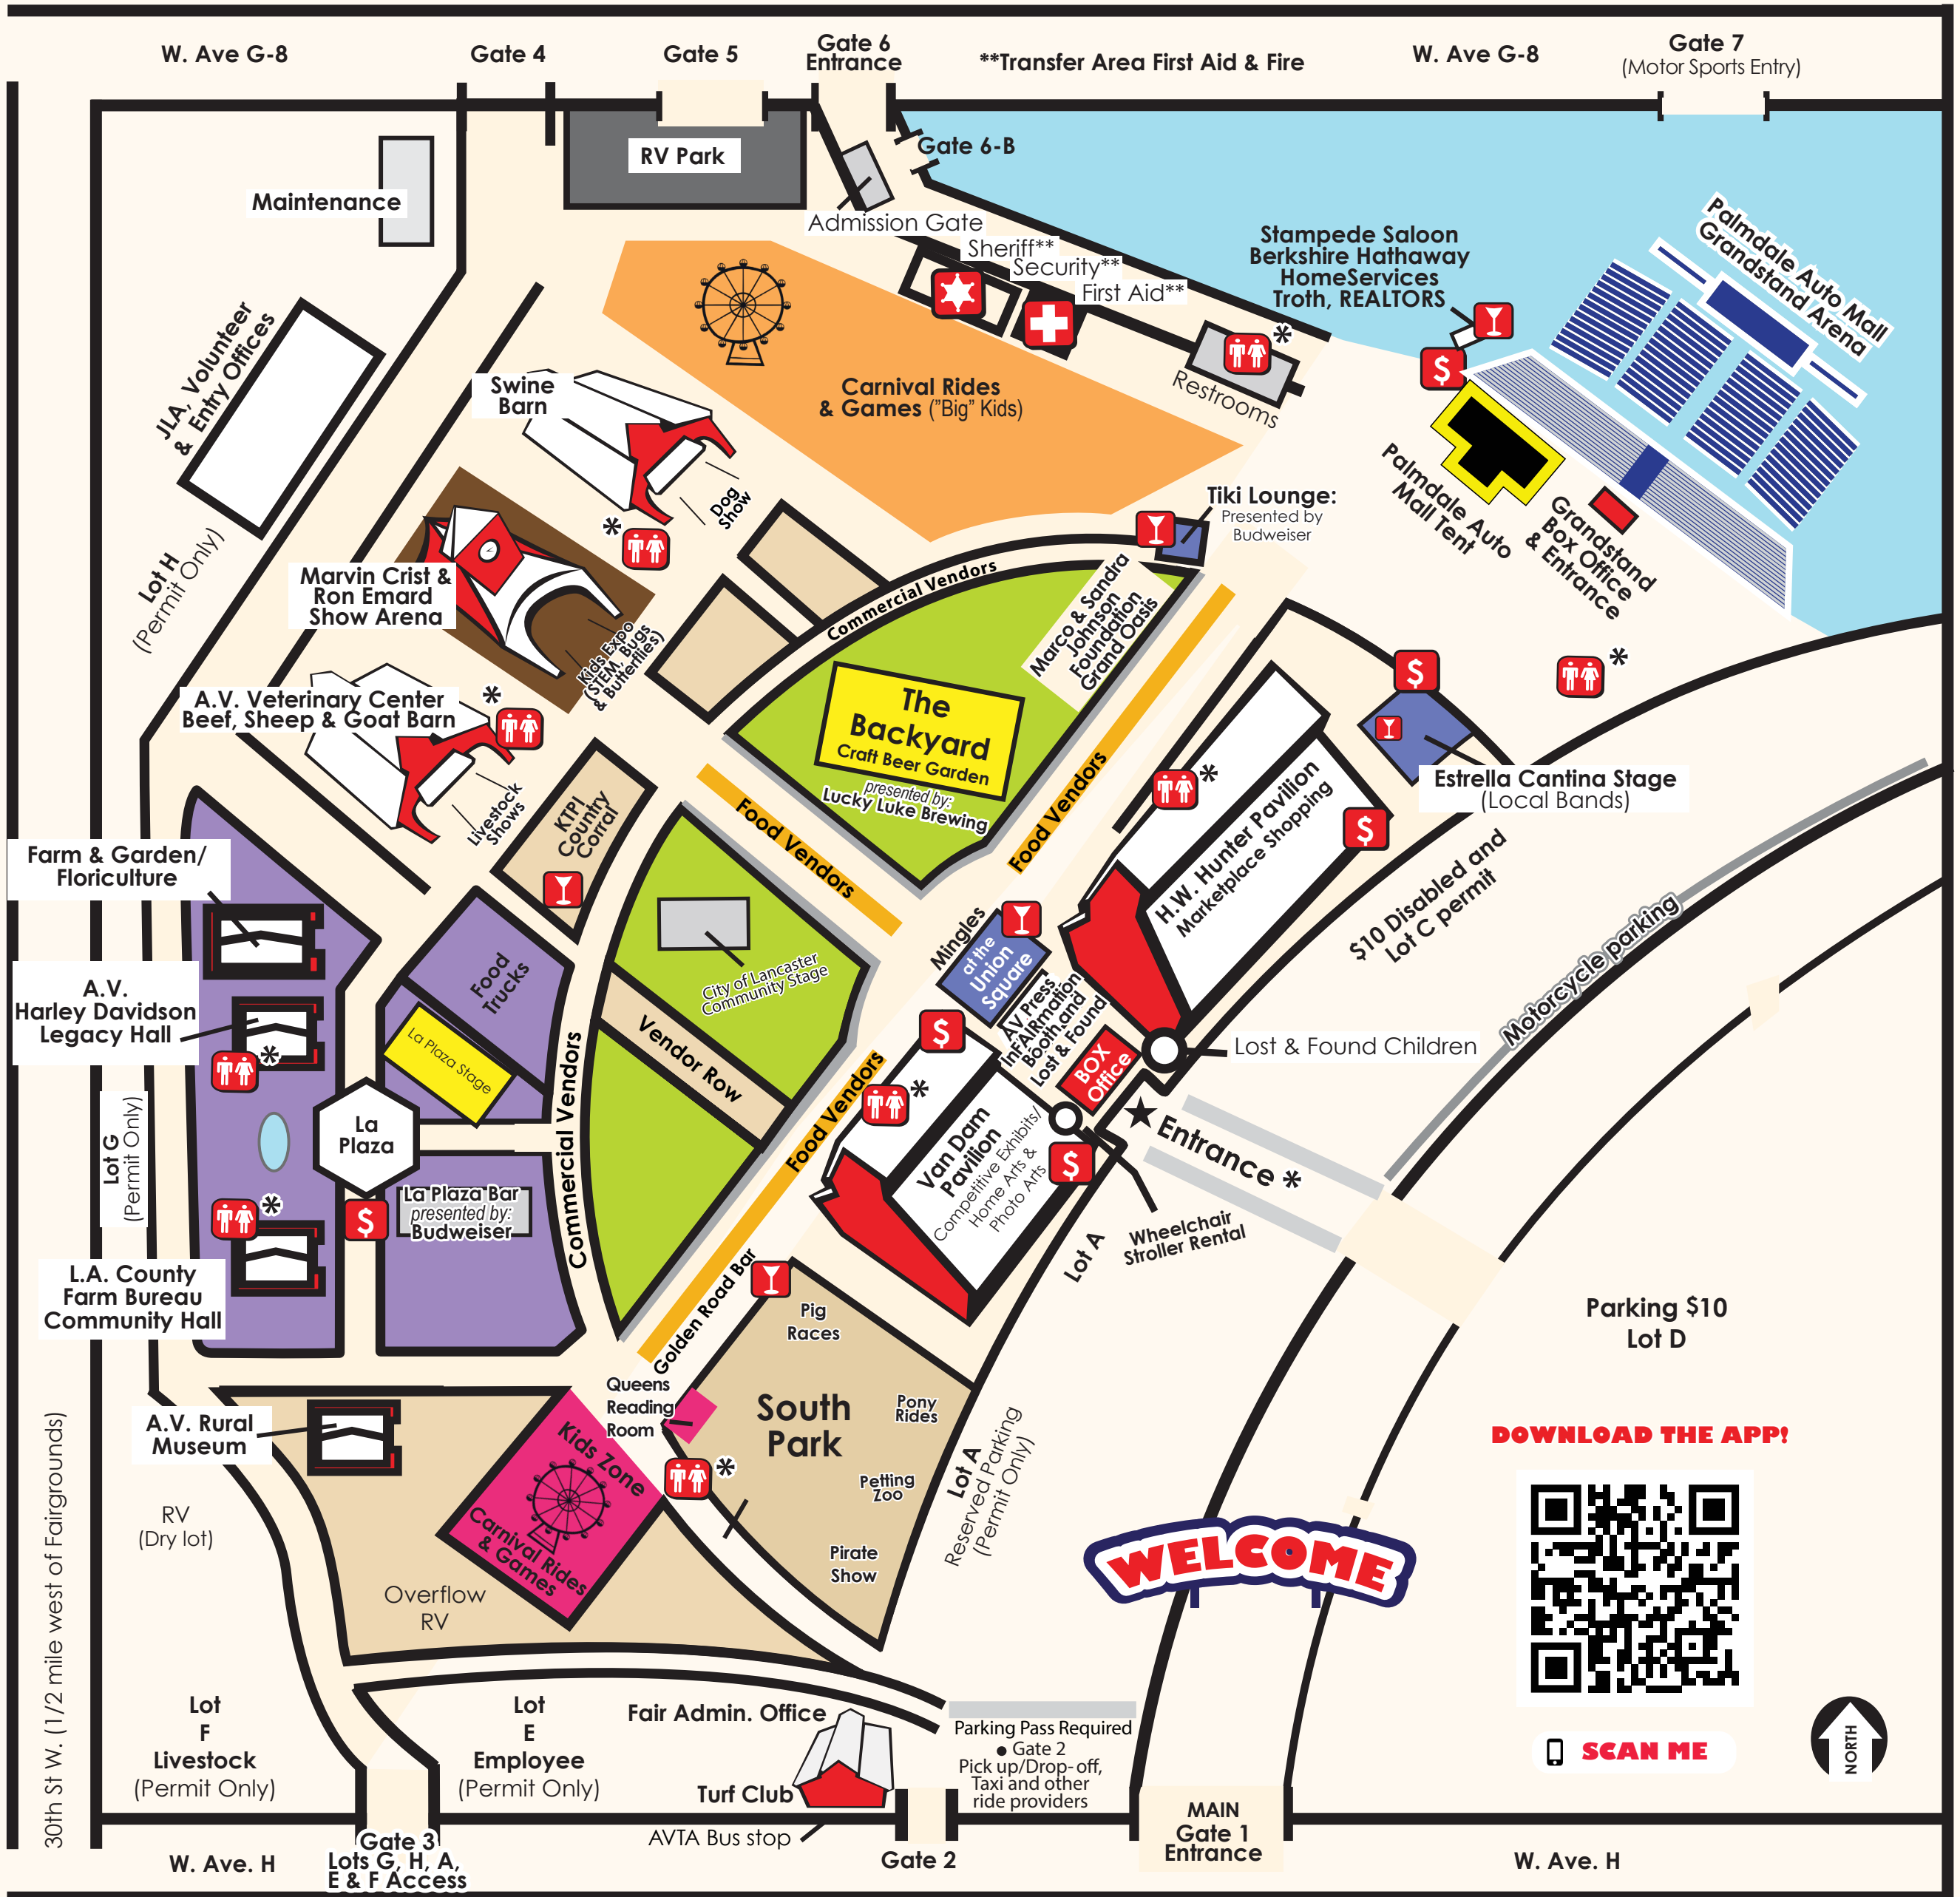 W. Ave G-8
Gate 4
Gate 5
Gate 6
Entrance
**Transfer Area First Aid & Fire
W. Ave G-8
Gate 7
(Motor Sports Entry)
Gate 6-B
RV Park
Maintenance
Admission Gate
Sheriff**
Security**
First Aid**
Stampede Saloon
Berkshire Hathaway
HomeServices
Troth, REALTORS
Palmdale Auto Mall
Grandstand Arena
JLA, Volunteer
& Entry Offices
Swine
Barn
Carnival Rides
& Games ("Big" Kids)
*
Restrooms
$
Dog
Show
*
Palmdale Auto
Mall Tent
Grandstand
Box Office
& Entrance
Tiki Lounge:
Presented by
Budweiser
Lot H
(Permit Only)
Marvin Crist &
Ron Emard
Show Arena
Kids Expo
(STEM, Bugs
& Butterflies)
Commercial Vendors
Marco & Sandra
Johnson
Foundation
Grand Oasis
A.V. Veterinary Center
Beef, Sheep & Goat Barn
*
Livestock
Shows
The
Backyard
Craft Beer Garden
presented by:
Lucky Luke Brewing
Food Vendors
Food Vendors
*
H.W. Hunter Pavilion
Marketplace Shopping
$
$
*
Estrella Cantina Stage
(Local Bands)
KTPI
Country
Corral
Farm & Garden/
Floriculture
$10 Disabled and
Lot C permit
Motorcycle parking
A.V.
Harley Davidson
Legacy Hall
*
Food
Trucks
La Plaza Stage
City of Lancaster
Community Stage
Vendor Row
Commercial Vendors
Mingles
at the
Union
Square
AV Press
InFAIRmation
Booth and
Lost & Found
BOX
Office
Lost & Found Children
$
*
Food Vendors
Van Dam
Pavilion
Competitive Exhibits/
Home Arts &
Photo Arts
$
Entrance *
Wheelchair
Stroller Rental
Lot A
Lot G
(Permit Only)
La
Plaza
*
$
La Plaza Bar
presented by:
Budweiser
L.A. County
Farm Bureau
Community Hall
Golden Road Bar
Pig
Races
Parking $10
Lot D
Queens
Reading
Room
South
Park
Pony
Rides
Petting
Zoo
Pirate
Show
*
Lot A
Reserved Parking
(Permit Only)
A.V. Rural
Museum
Kids Zone
Carnival Rides
& Games
RV
(Dry lot)
Overflow
RV
30th St W. (1/2 mile west of Fairgrounds)
WELCOME
DOWNLOAD THE APP!
SCAN ME
NORTH
Lot
F
Livestock
(Permit Only)
Lot
E
Employee
(Permit Only)
Fair Admin. Office
Turf Club
AVTA Bus stop
Parking Pass Required
● Gate 2
Pick up/Drop-off,
Taxi and other
ride providers
Gate 2
MAIN
Gate 1
Entrance
W. Ave. H
Gate 3
Lots G, H, A,
E & F Access
W. Ave. H